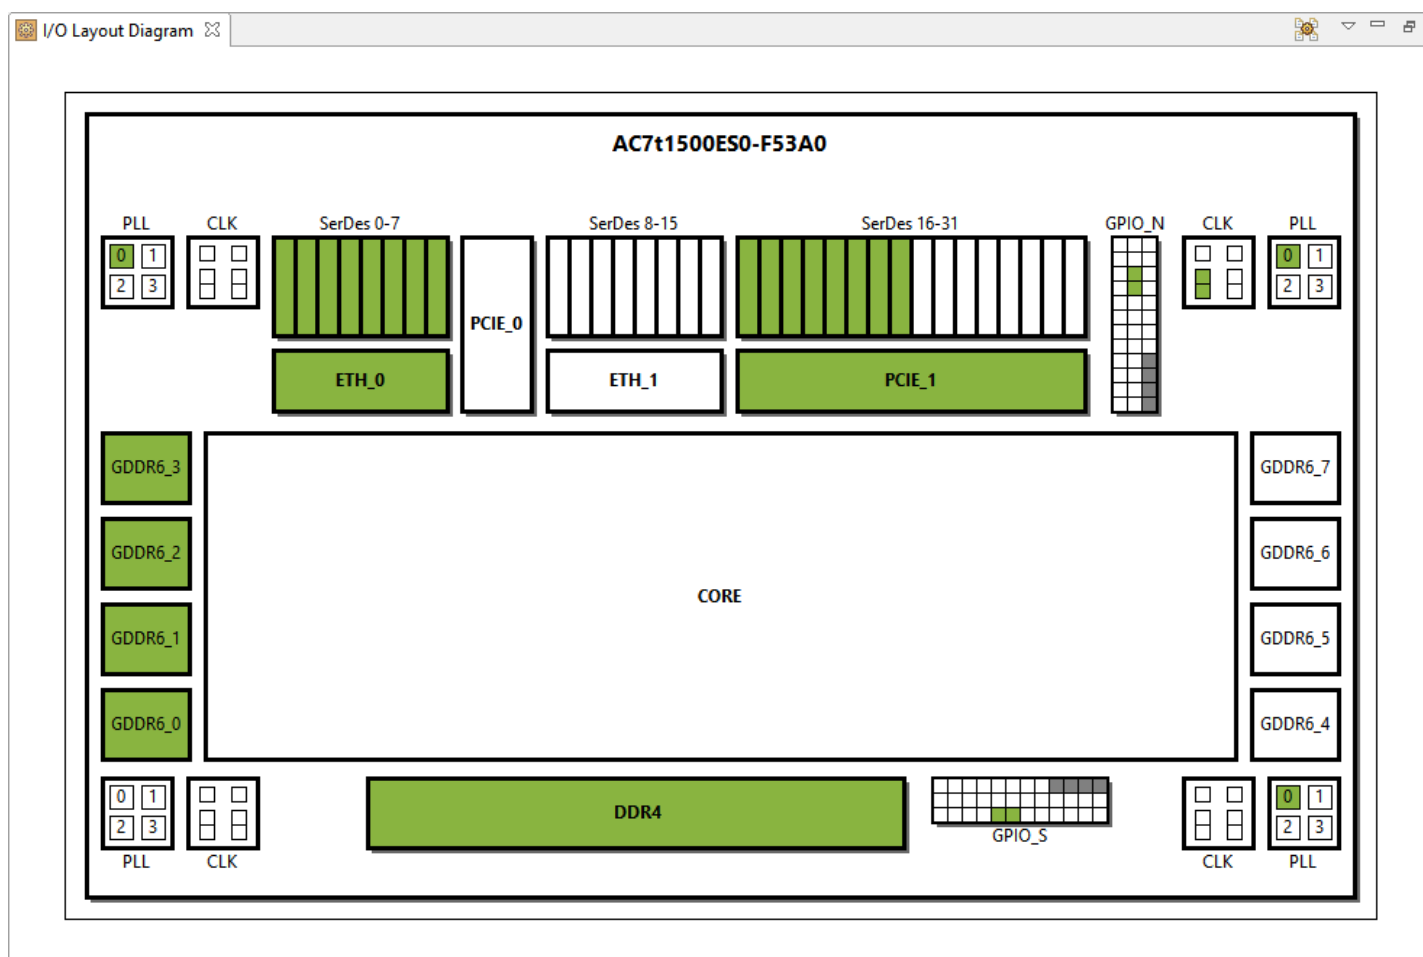 I/O Layout Diagram
AC7t1500ES0-F53A0
PLL CLK SerDes 0-7 SerDes 8-15 SerDes 16-31 GPIO_N CLK PLL
0 1 0 1
2 3 2 3
PCIE_0
ETH_0 ETH_1 PCIE_1
GDDR6_3 GDDR6_7
GDDR6_2 GDDR6_6
CORE
GDDR6_1 GDDR6_5
GDDR6_0 GDDR6_4
0 1 0 1
DDR4
2 3 2 3
GPIO_S
PLL CLK CLK PLL